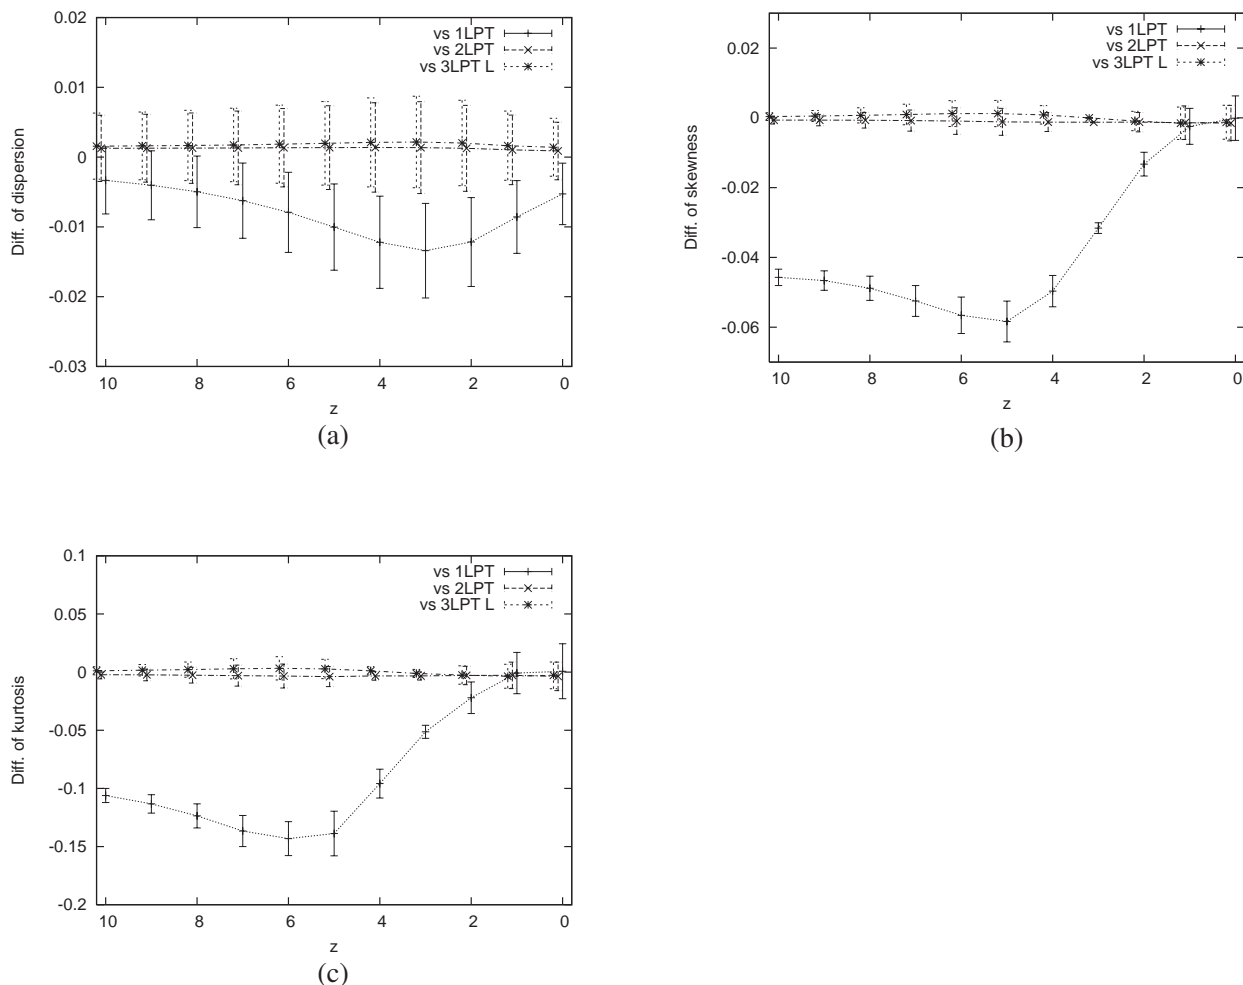 0.02
0.01
0
-0.01
-0.02
-0.03
Diff. of dispersion
vs 1LPT
vs 2LPT
vs 3LPT L
10 8 6 4 2 0
z
(a)
0.02
0
-0.02
-0.04
-0.06
Diff. of skewness
vs 1LPT
vs 2LPT
vs 3LPT L
10 8 6 4 2 0
z
(b)
0.1
0.05
0
-0.05
-0.1
-0.15
-0.2
Diff. of kurtosis
vs 1LPT
vs 2LPT
vs 3LPT L
10 8 6 4 2 0
z
(c)